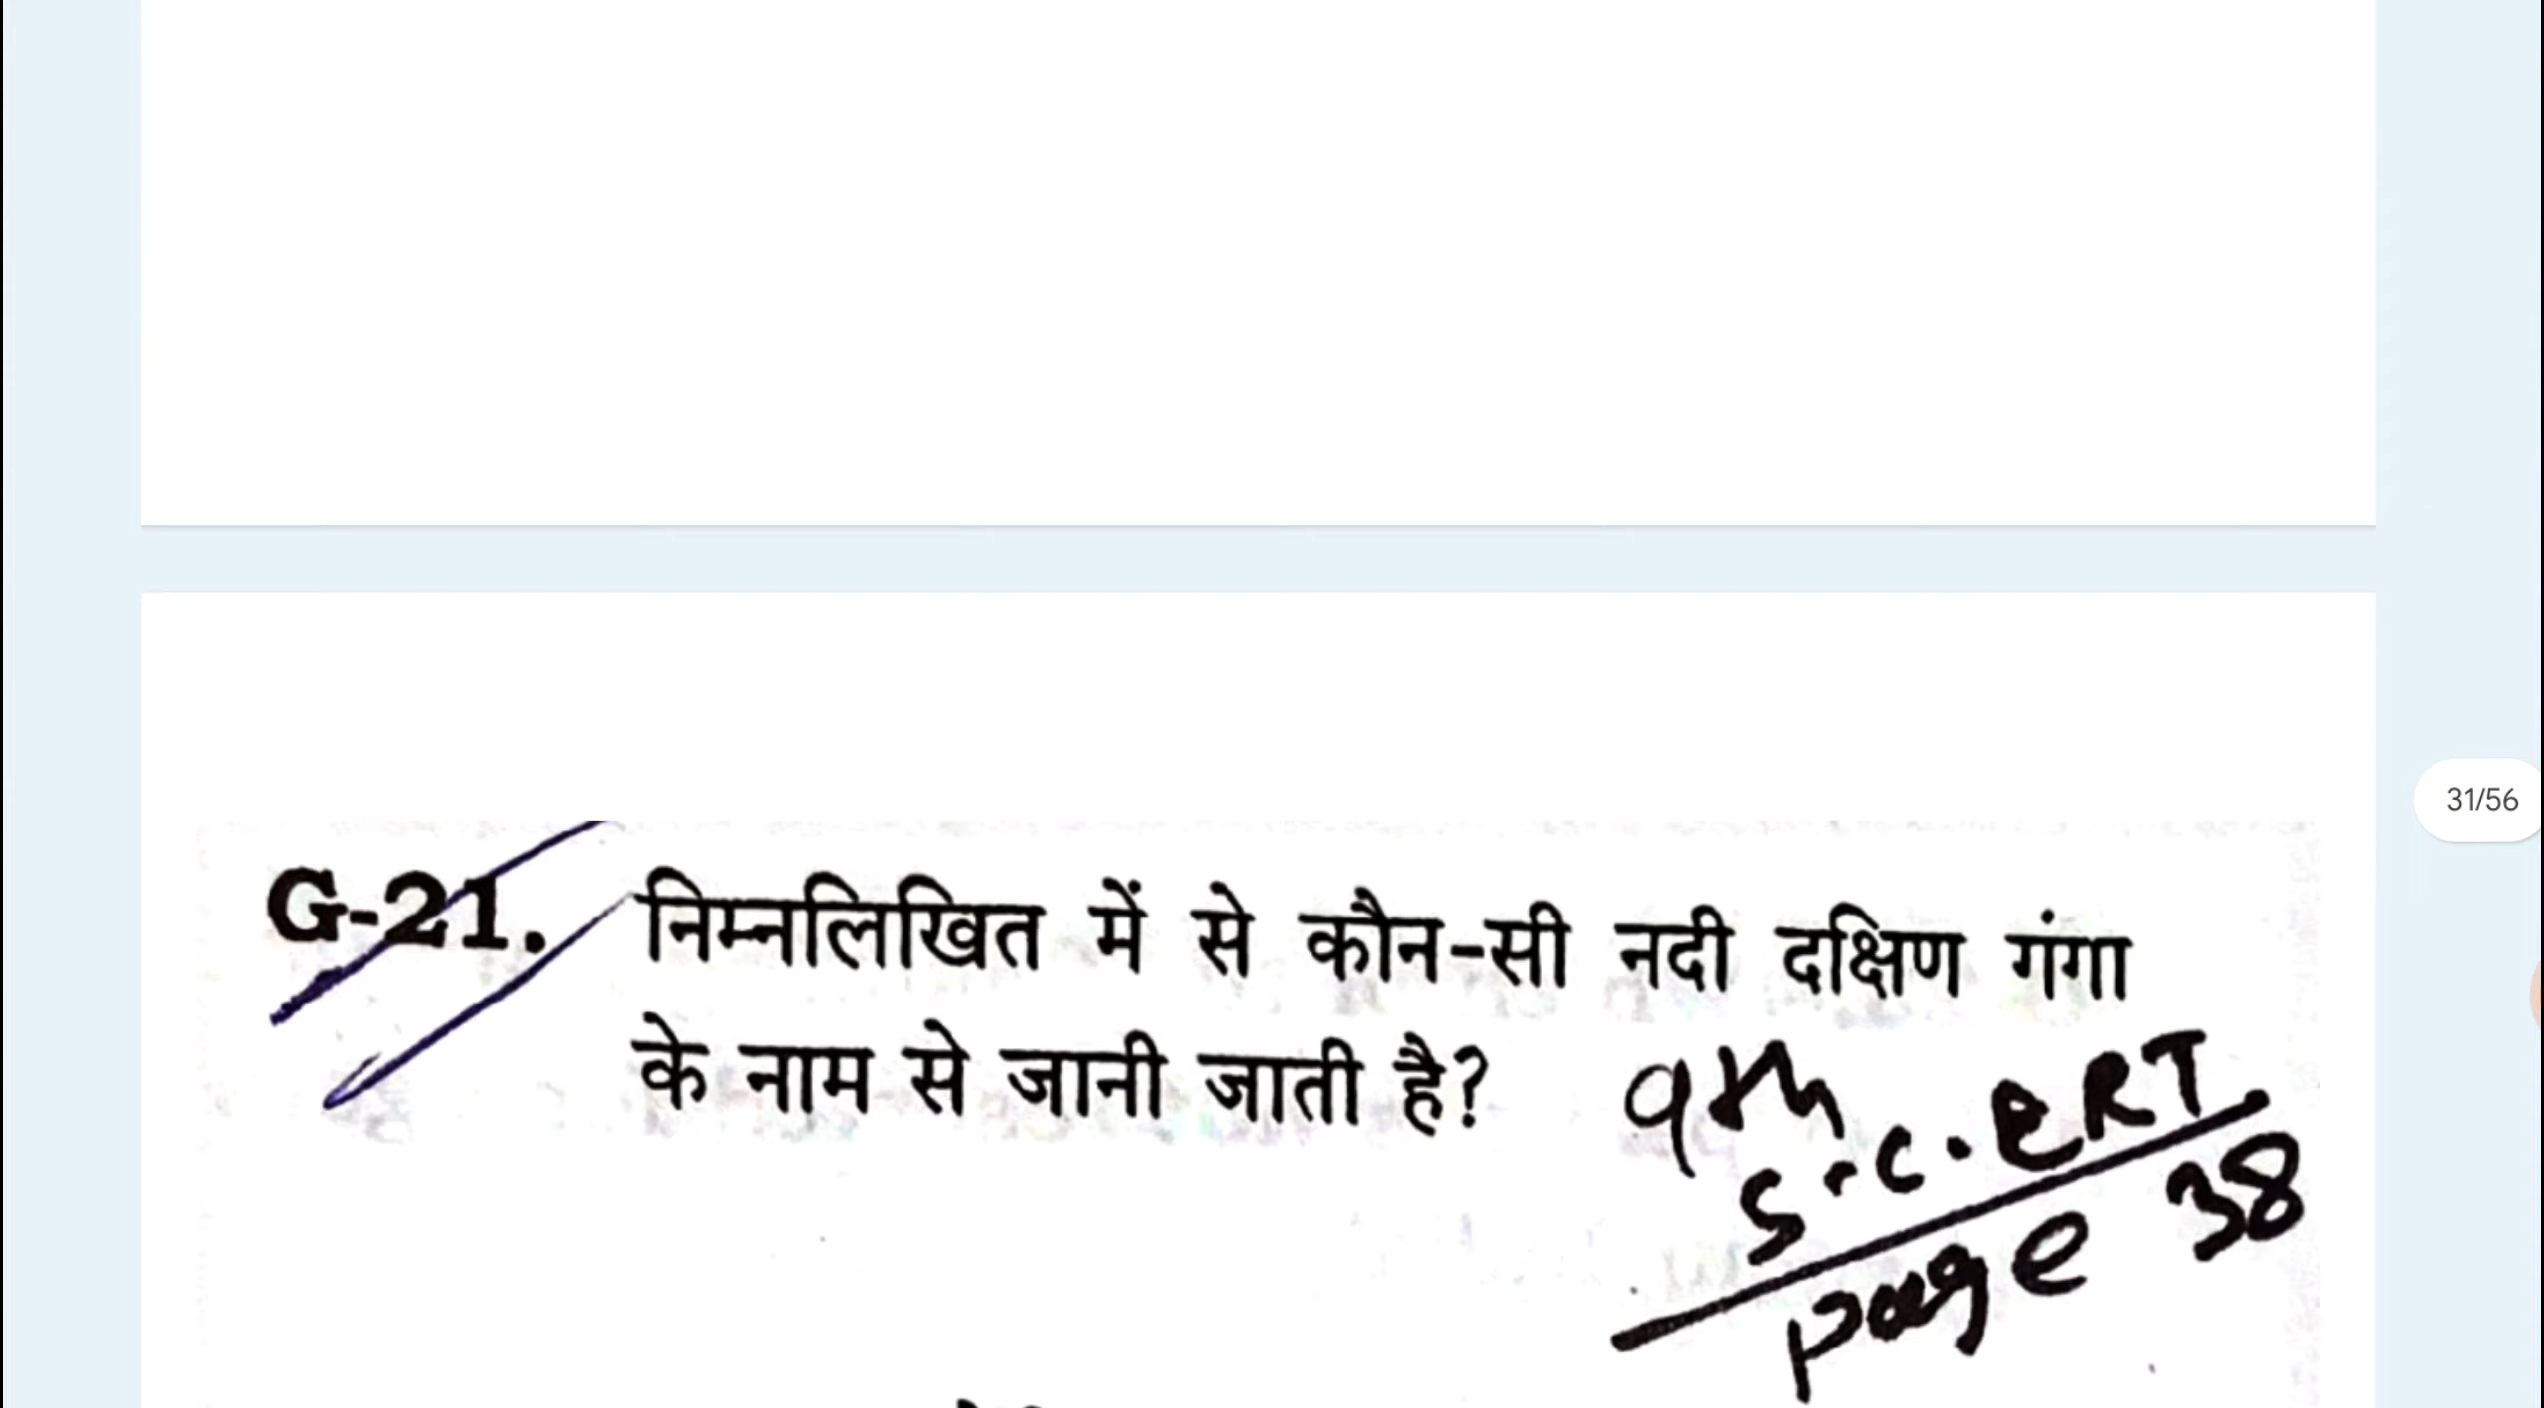 31/56
G-21. निम्नलिखित में से कौन-सी नदी दक्षिण गंगा
के नाम से जानी जाती है?
9th
S.C.ERT
page 38